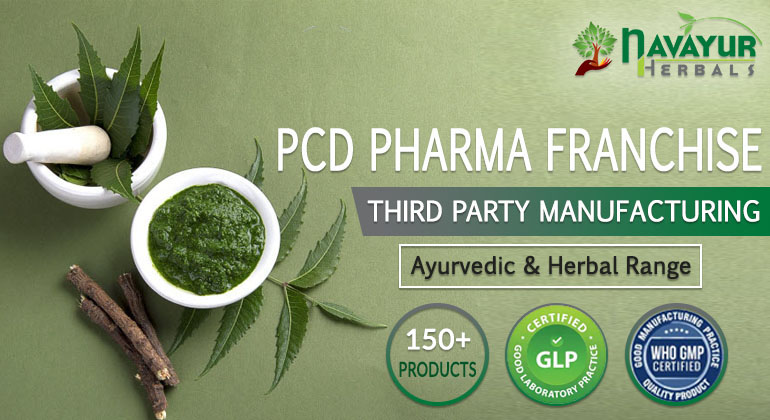 NAVAYUR
HERBALS
PCD PHARMA FRANCHISE
THIRD PARTY MANUFACTURING
Ayurvedic & Herbal Range
150+
PRODUCTS
CERTIFIED
GLP
GOOD LABORATORY PRACTICE
GOOD MANUFACTURING PRACTICE
WHO GMP
CERTIFIED
QUALITY PRODUCT